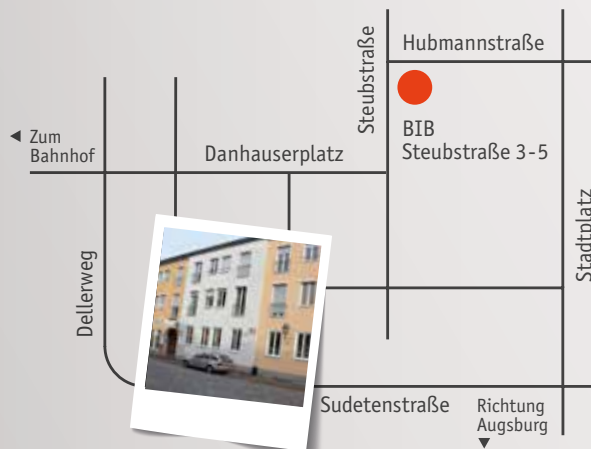 Steubstraße
Hubmannstraße
BIB
Steubstraße 3-5
◄ Zum
Bahnhof
Danhauserplatz
Stadtplatz
Dellerweg
Sudetenstraße
Richtung
Augsburg
▼